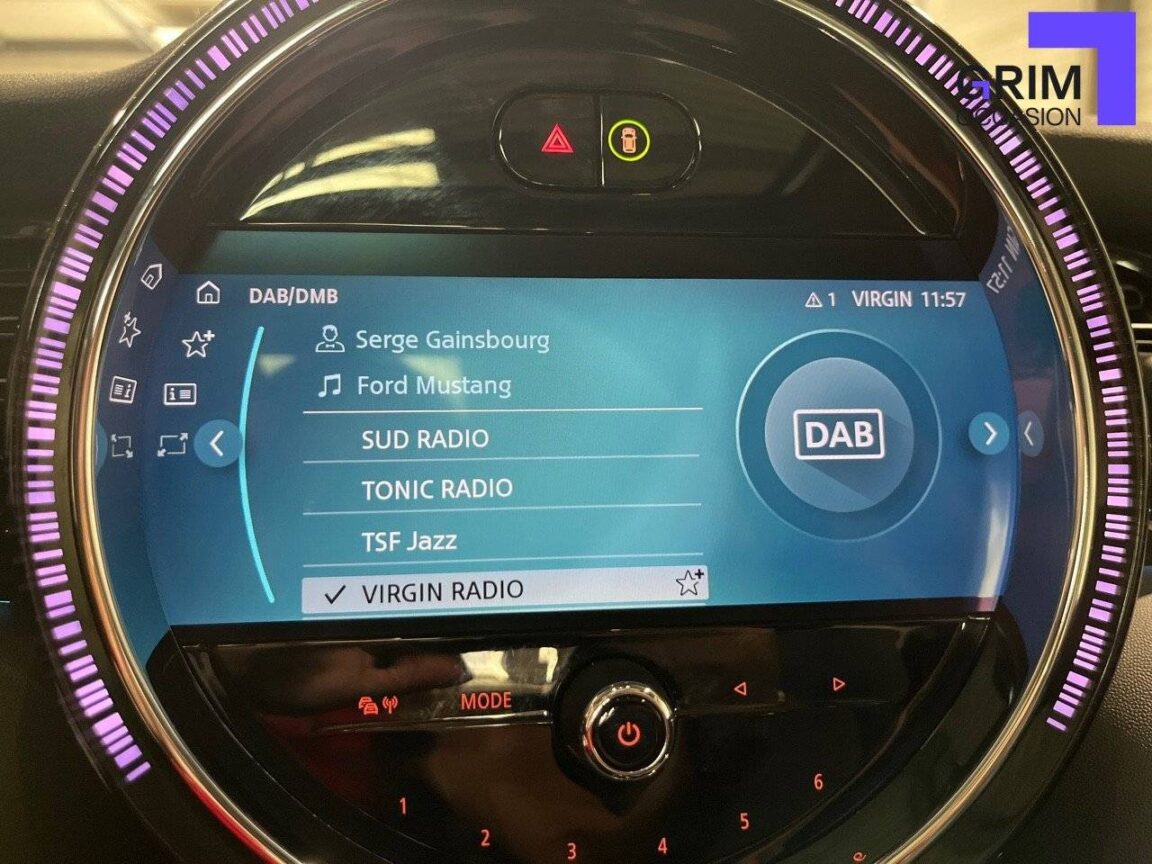 GRIM
OCCASION
DAB/DMB
1 VIRGIN 11:57
Serge Gainsbourg
Ford Mustang
SUD RADIO
TONIC RADIO
TSF Jazz
✓ VIRGIN RADIO
DAB
MODE
1
2
3
4
5
6